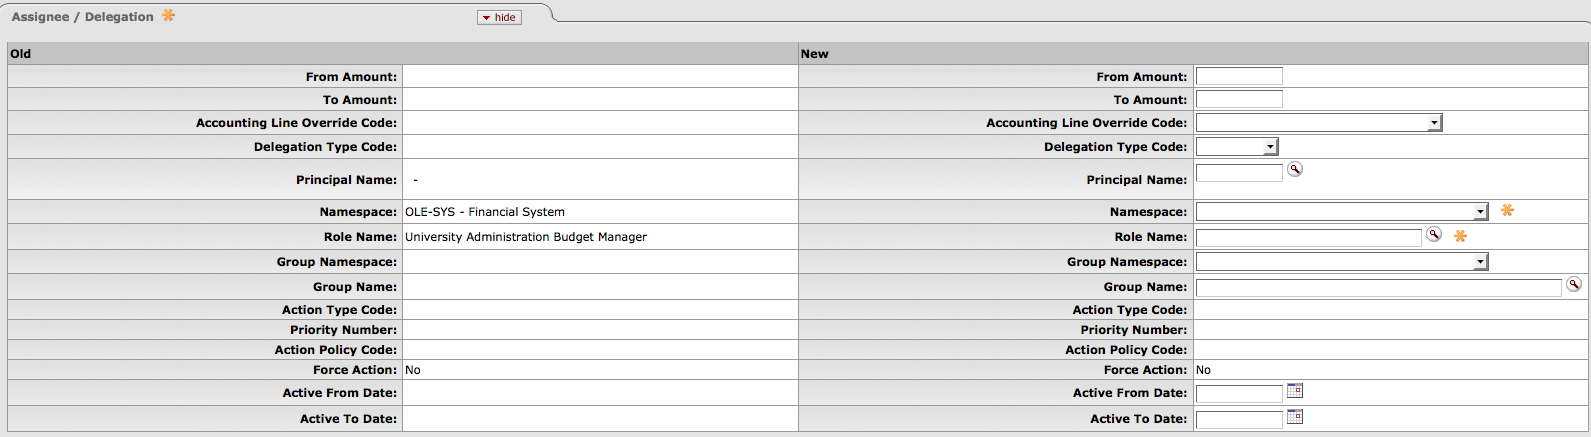 Assignee / Delegation * hide
Old New
From Amount: From Amount:
To Amount: To Amount:
Accounting Line Override Code: Accounting Line Override Code:
Delegation Type Code: Delegation Type Code:
Principal Name: - Principal Name:
Namespace: OLE-SYS - Financial System Namespace: *
Role Name: University Administration Budget Manager Role Name: *
Group Namespace: Group Namespace:
Group Name: Group Name:
Action Type Code: Action Type Code:
Priority Number: Priority Number:
Action Policy Code: Action Policy Code:
Force Action: No Force Action: No
Active From Date: Active From Date:
Active To Date: Active To Date: